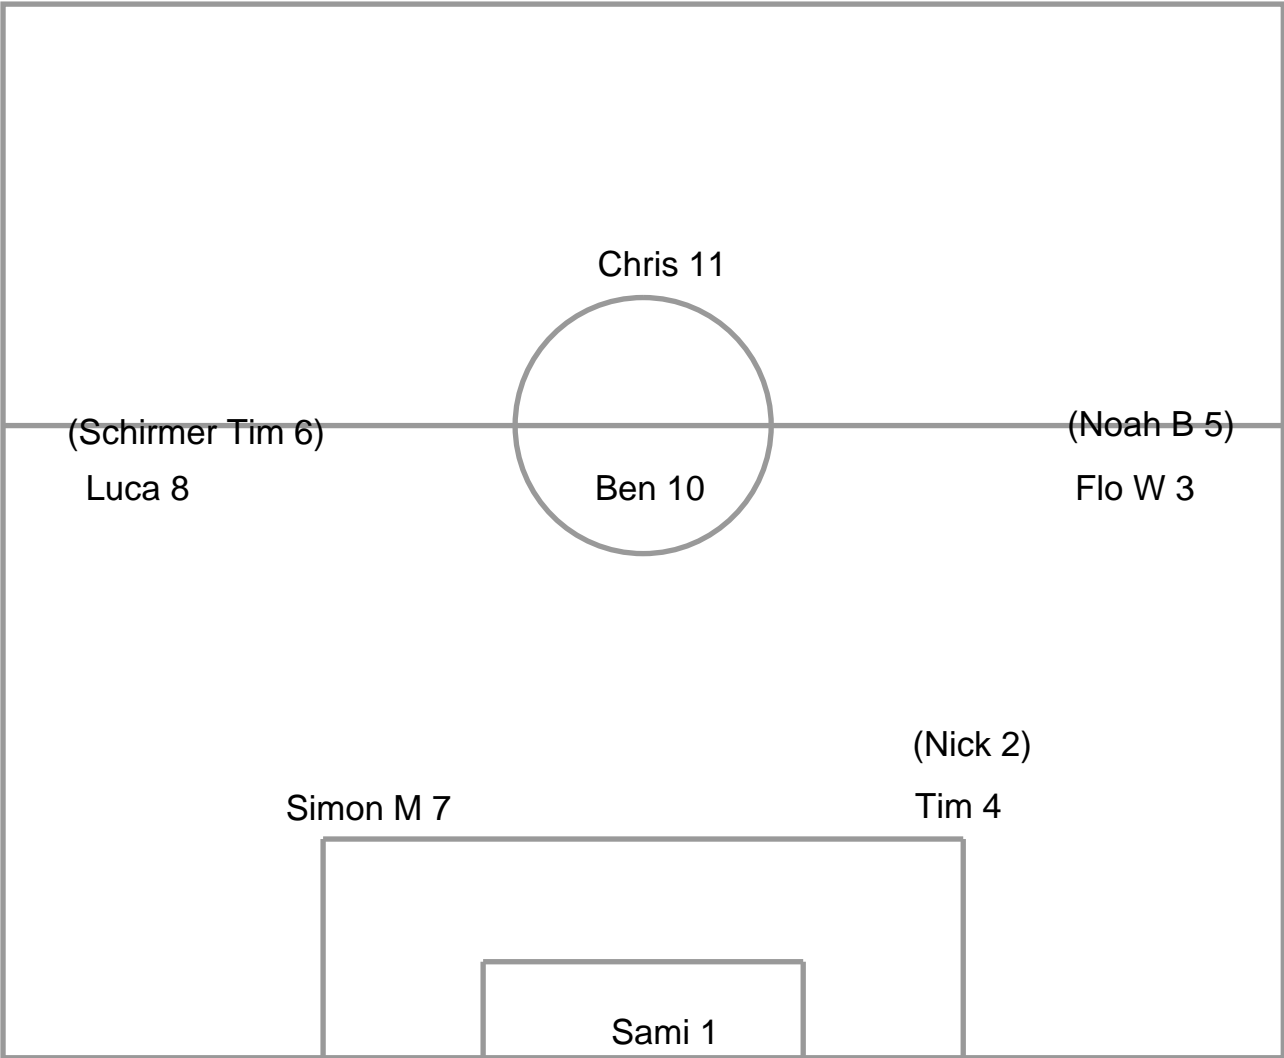 Chris 11
(Schirmer Tim 6)
(Noah B 5)
Luca 8
Ben 10
Flo W 3
(Nick 2)
Simon M 7
Tim 4
Sami 1